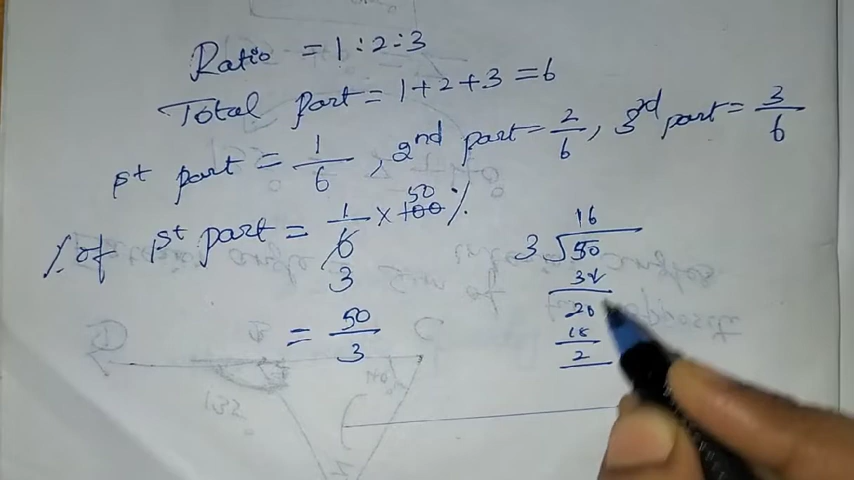 Ratio = 1:2:3
Total part = 1+2+3 = 6
1st part = 1/6, 2nd part = 2/6, 3rd part = 3/6
% of 1st part = 1/6 × 100 % 50
3
= 50/3
16
3 √50
3↓
20
18
2